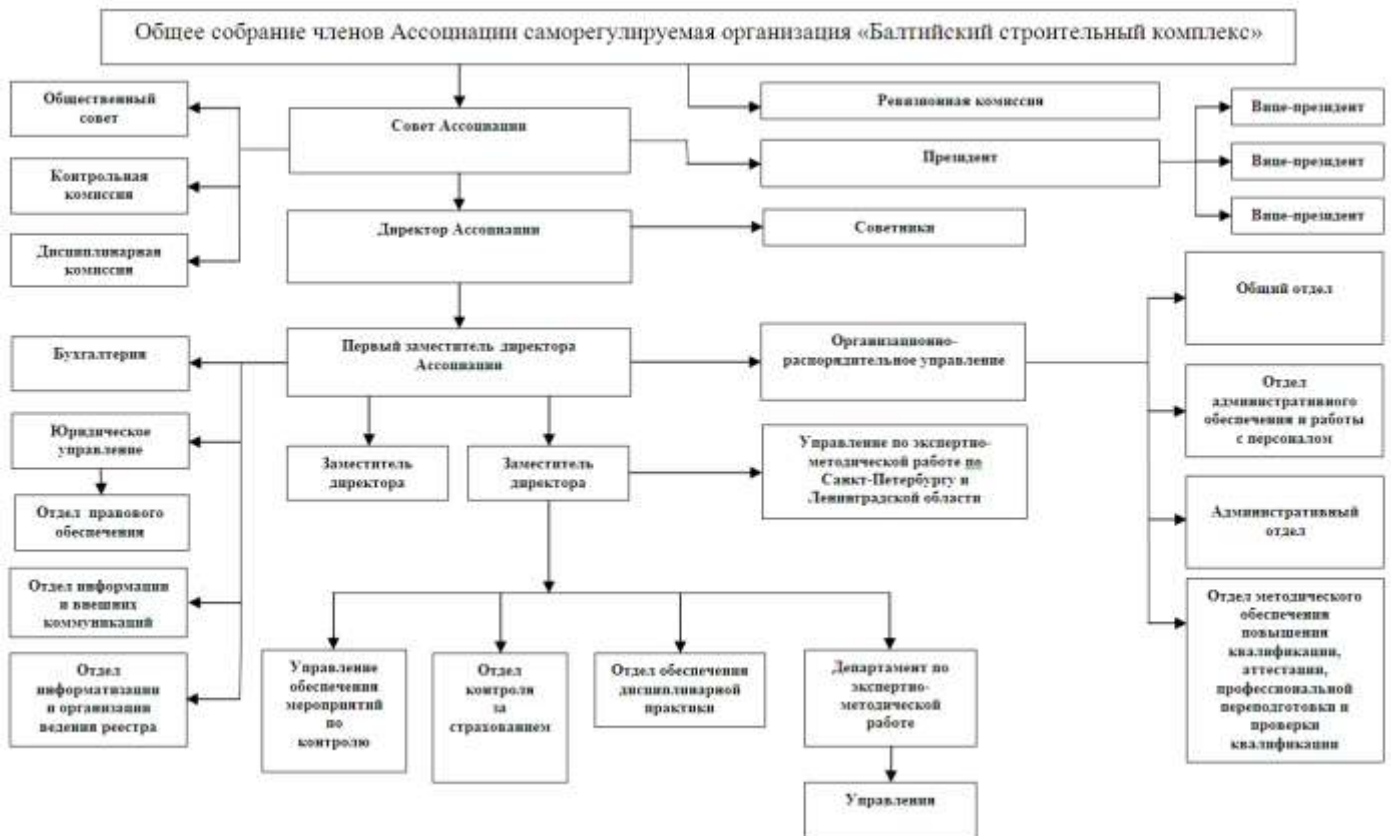 Общее собрание членов Ассоциации саморегулируемая организация «Балтийский строительный комплекс»
Общественный
совет
Контрольная
комиссия
Дисциплинарная
комиссия
Совет Ассоциации
Ревизионная комиссия
Президент
Вице-президент
Вице-президент
Вице-президент
Директор Ассоциации
Советники
Первый заместитель директора
Ассоциации
Бухгалтерия
Юридическое
управление
Отдел правового
обеспечения
Отдел информации
и внешних
коммуникаций
Отдел
информатизации
и организации
ведения реестра
Заместитель
директора
Заместитель
директора
Организационно-
распорядительное управление
Управление по экспертно-
методической работе по
Санкт-Петербургу и
Ленинградской области
Общий отдел
Отдел
административного
обеспечения и работы
с персоналом
Административный
отдел
Отдел методического
обеспечения
повышения
квалификации,
аттестации,
профессиональной
переподготовки и
проверки
квалификации
Управление
обеспечения
мероприятий
по
контролю
Отдел
контроля
за
страхованием
Отдел обеспечения
дисциплинарной
практики
Департамент по
экспертно-
методической
работе
Управления